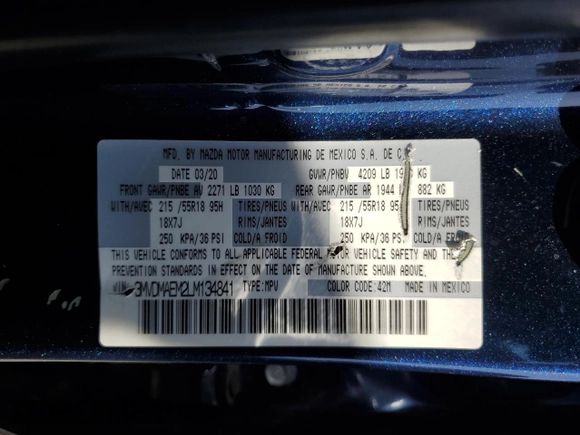 MFD. BY MAZDA MOTOR MANUFACTURING DE MEXICO S.A. DE C.
DATE 03/20 GVWR/PNBV 4209 LB KG
FRONT GAWR/PNBE AV 2271 LB 1030 KG REAR GAWR/PNBE AR 1944 882 KG
WITH/AVEC 215 /55R18 95H TIRES/PNEUS WITH/AVEC 215 /55R18 95
18X7J RIMS/JANTES 18X7J RIMS/JANTES
250 KPA/36 PSI COLD/A FROID 250 KPA/36 PSI COLD/A FROID
THIS VEHICLE CONFORMS TO ALL APPLICABLE FEDERAL MOTOR VEHICLE SAFETY AND THEFT
PREVENTION STANDARDS IN EFFECT ON THE DATE OF MANUFACTURE SHOWN ABOVE.
3MVDMAEM2LM134841 TYPE:MPV COLOR CODE:42M MADE IN MEXICO